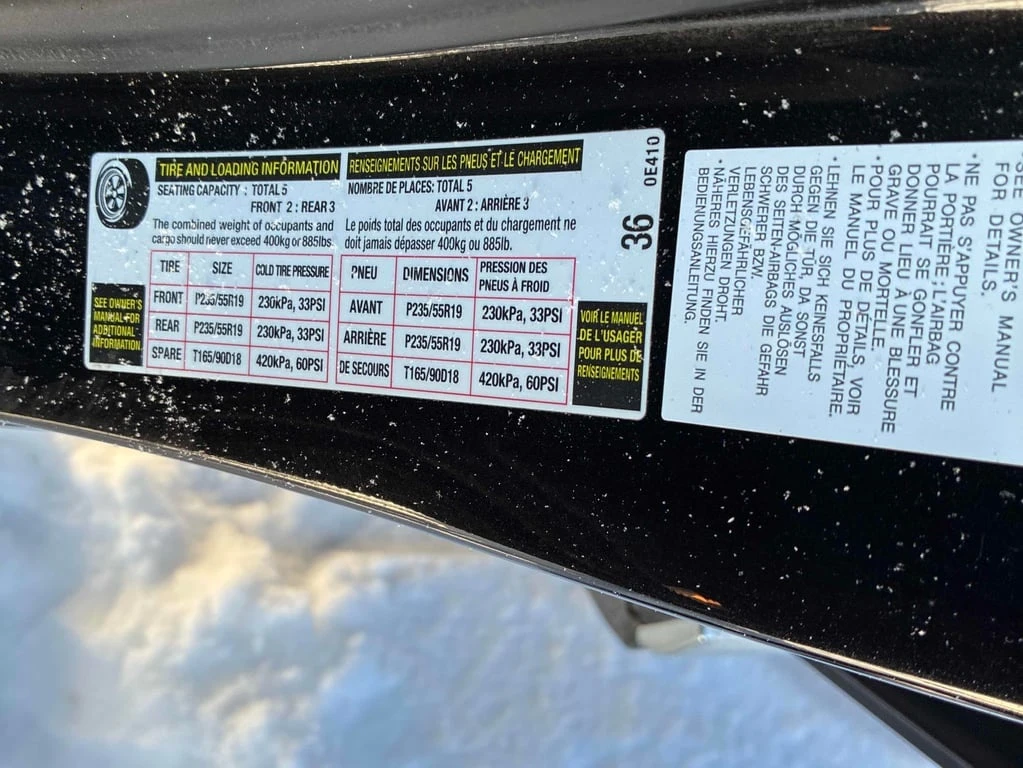 TIRE AND LOADING INFORMATION
SEATING CAPACITY : TOTAL 5
FRONT 2 : REAR 3
The combined weight of occupants and
cargo should never exceed 400kg or 885lbs.
TIRE SIZE COLD TIRE PRESSURE
FRONT P235/55R19 230kPa, 33PSI
REAR P235/55R19 230kPa, 33PSI
SPARE T165/90D18 420kPa, 60PSI
SEE OWNER'S
MANUAL FOR
ADDITIONAL
INFORMATION
RENSEIGNEMENTS SUR LES PNEUS ET LE CHARGEMENT
NOMBRE DE PLACES: TOTAL 5
AVANT 2 : ARRIÈRE 3
Le poids total des occupants et du chargement ne
doit jamais dépasser 400kg ou 885lb.
PNEU DIMENSIONS PRESSION DES
PNEUS À FROID
AVANT P235/55R19 230kPa, 33PSI
ARRIÈRE P235/55R19 230kPa, 33PSI
DE SECOURS T165/90D18 420kPa, 60PSI
VOIR LE MANUEL
DE L'USAGER
POUR PLUS DE
RENSEIGNEMENTS
36
0E410
SEE OWNER'S MANUAL
FOR DETAILS.
• NE PAS S'APPUYER CONTRE
LA PORTIÈRE; L'AIRBAG
POURRAIT SE GONFLER ET
DONNER LIEU À UNE BLESSURE
GRAVE OU MORTELLE.
• POUR PLUS DE DÉTAILS, VOIR
LE MANUEL DU PROPRIÉTAIRE.
• LEHNEN SIE SICH KEINESFALLS
GEGEN DIE TÜR, DA SONST
DURCH MÖGLICHES AUSLÖSEN
DES SEITEN-AIRBAGS DIE GEFAHR
SCHWERER BZW.
LEBENSGEFÄHRLICHER
VERLETZUNGEN DROHT.
• NÄHERES HIERZU FINDEN SIE IN DER
BEDIENUNGSANLEITUNG.